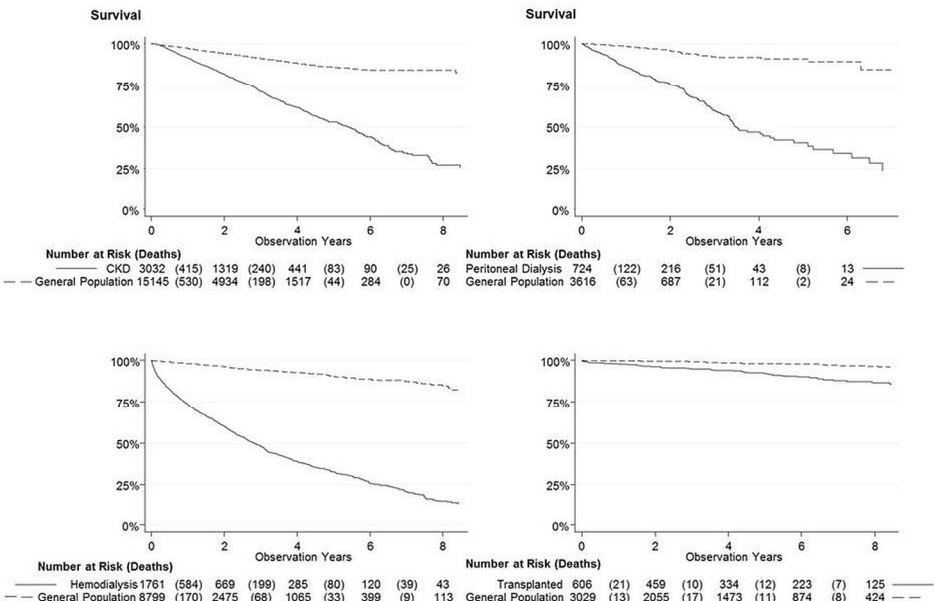 Survival
100%
75%
50%
25%
0%
0 2 4 6 8
Observation Years
Number at Risk (Deaths)
CKD 3032 (415) 1319 (240) 441 (83) 90 (25) 26
General Population 15145 (530) 4934 (198) 1517 (44) 284 (0) 70
Survival
100%
75%
50%
25%
0%
0 2 4 6
Observation Years
Number at Risk (Deaths)
Peritoneal Dialysis 724 (122) 216 (51) 43 (8) 13
General Population 3616 (63) 687 (21) 112 (2) 24
100%
75%
50%
25%
0%
0 2 4 6 8
Observation Years
Number at Risk (Deaths)
Hemodialysis 1761 (584) 669 (199) 285 (80) 120 (39) 43
General Population 8799 (170) 2475 (68) 1065 (33) 399 (9) 113
100%
75%
50%
25%
0%
0 2 4 6 8
Observation Years
Number at Risk (Deaths)
Transplanted 606 (21) 459 (10) 334 (12) 223 (7) 125
General Population 3029 (13) 2055 (17) 1473 (11) 874 (8) 424